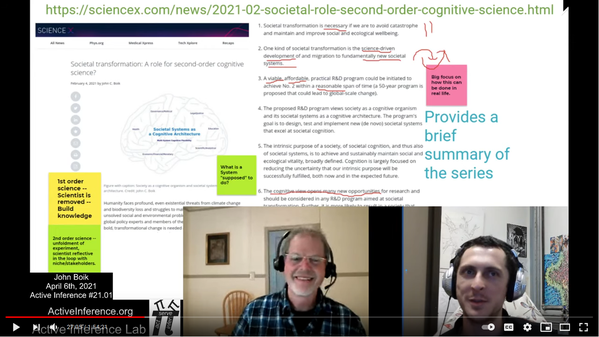 https://sciencex.com/news/2021-02-societal-role-second-order-cognitive-science.html
SCIENCE X
All News Phys.org Medical Xpress Tech Xplore Recaps
Societal transformation: A role for second-order cognitive
science?
February 4, 2021 by John C. Boik
Societal Systems as
a Cognitive Architecture
Humanity faces profound, even existential threats from climate change
and biodiversity loss and struggles to
unsolved social and environmental
global policy experts and members of the
bold, transformational change is needed
1. Societal transformation is necessary if we are to avoid catastrophe
and maintain and improve social and ecological wellbeing.
2. One kind of societal transformation is the science-driven
development of and migration to fundamentally new societal
systems.
3. A viable, affordable, practical R&D program could be initiated to
achieve No. 2 within a reasonable span of time (a 50-year program is
proposed that could lead to global-scale change).
4. The proposed R&D program views society as a cognitive organism
and its societal systems as a cognitive architecture. The program's
goal is to design, test and implement new (de novo) societal systems
that excel at societal cognition.
5. The intrinsic purpose of a society, of societal cognition, and thus also
of societal systems, is to achieve and sustainably maintain social and
ecological vitality, broadly defined. Cognition is largely focused on
reducing the uncertainty that our intrinsic purpose will be
successfully fulfilled, both now and in the expected future.
6. The cognitive view opens many new opportunities for research and
should be considered in any R&D program aimed at societal
Big focus on
how this can
be done in
real life.
Provides a
brief
summary of
the series
What is a
System
"supposed" to
do?
1st order
science --
Scientist is
removed --
Build
knowledge
2nd order science --
unfoldment of
experiment,
scientist reflective
in the loop with
niche/stakeholders.
John Boik
April 6th, 2021
Active Inference #21.01
ActiveInference.org
Active Inference Lab
serve